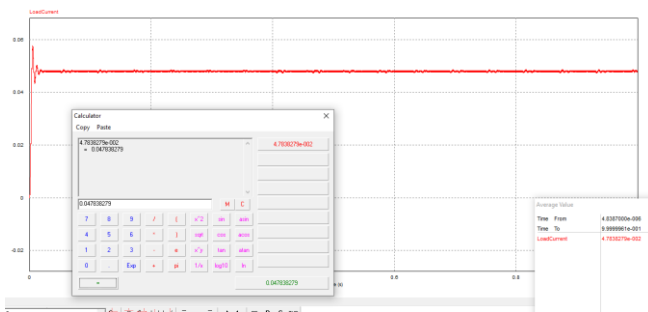 LoadCurrent
0.06
0.04
0.02
0
-0.02
0
0.6
0.8
Calculator
Copy Paste
4.7838279e-002
= 0.047838279
4.7838279e-002
0.047838279
M C
7 8 9 / ( x^2 sin asin
4 5 6 * ) sqrt cos acos
1 2 3 - e x^y tan atan
0 . Exp + pi 1/x log10 ln
=
0.047838279
Average Value
Time From 4.8387000e-006
Time To 9.9999661e-001
LoadCurrent 4.7838279e-002